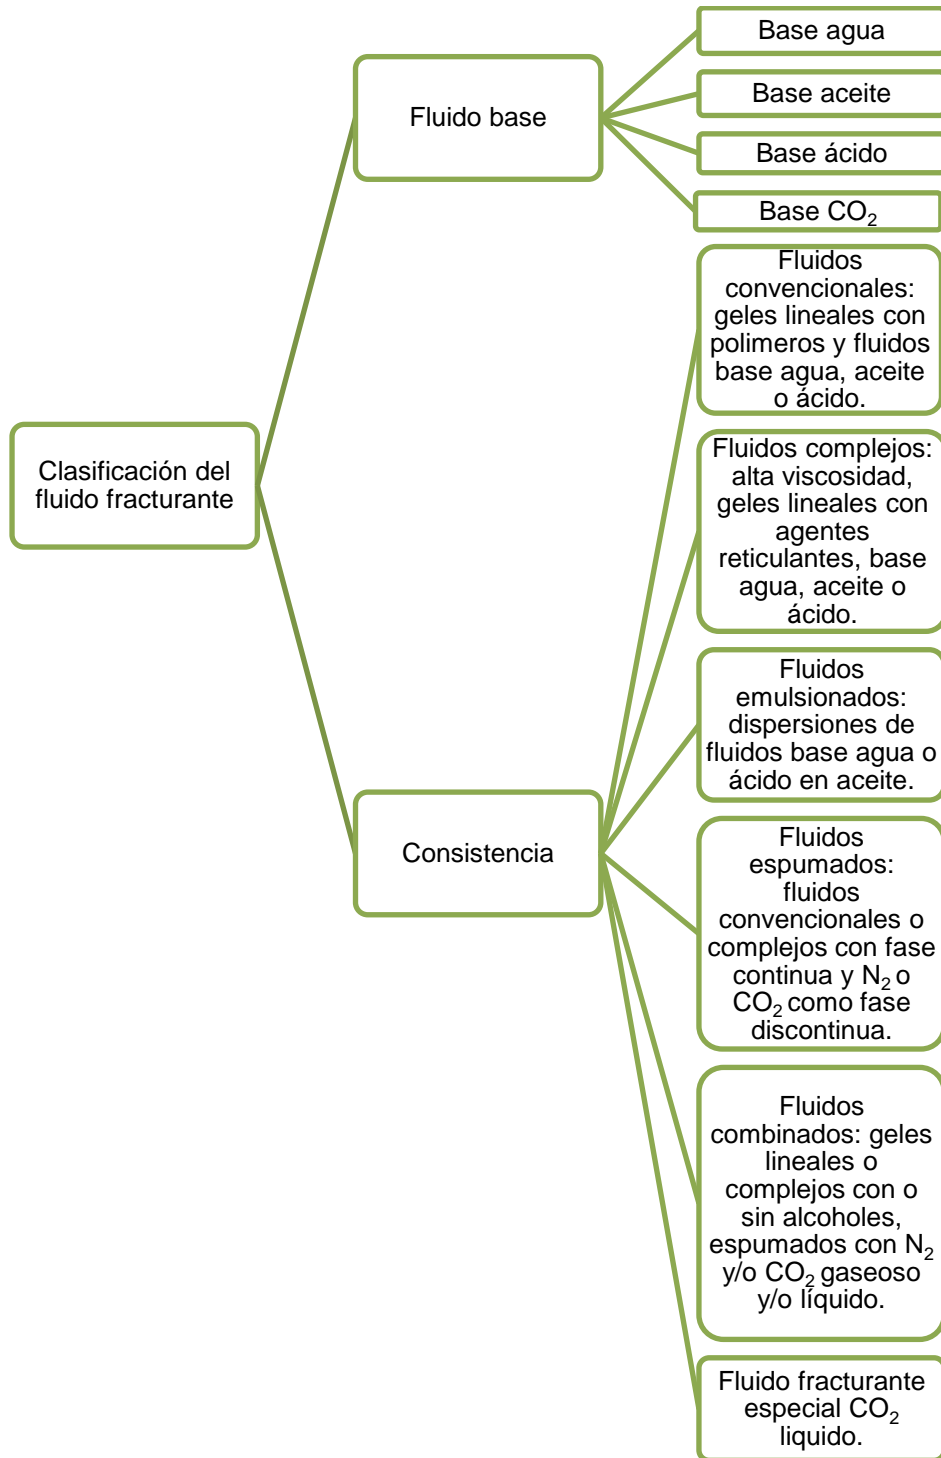 Clasificación del
fluido fracturante
Fluido base
Base agua
Base aceite
Base ácido
Base CO₂
Consistencia
Fluidos
convencionales:
geles lineales con
polimeros y fluidos
base agua, aceite
o ácido.
Fluidos complejos:
alta viscosidad,
geles lineales con
agentes
reticulantes, base
agua, aceite o
ácido.
Fluidos
emulsionados:
dispersiones de
fluidos base agua o
ácido en aceite.
Fluidos
espumados:
fluidos
convencionales o
complejos con fase
continua y N₂ o
CO₂ como fase
discontinua.
Fluidos
combinados: geles
lineales o
complejos con o
sin alcoholes,
espumados con N₂
y/o CO₂ gaseoso
y/o líquido.
Fluido fracturante
especial CO₂
liquido.